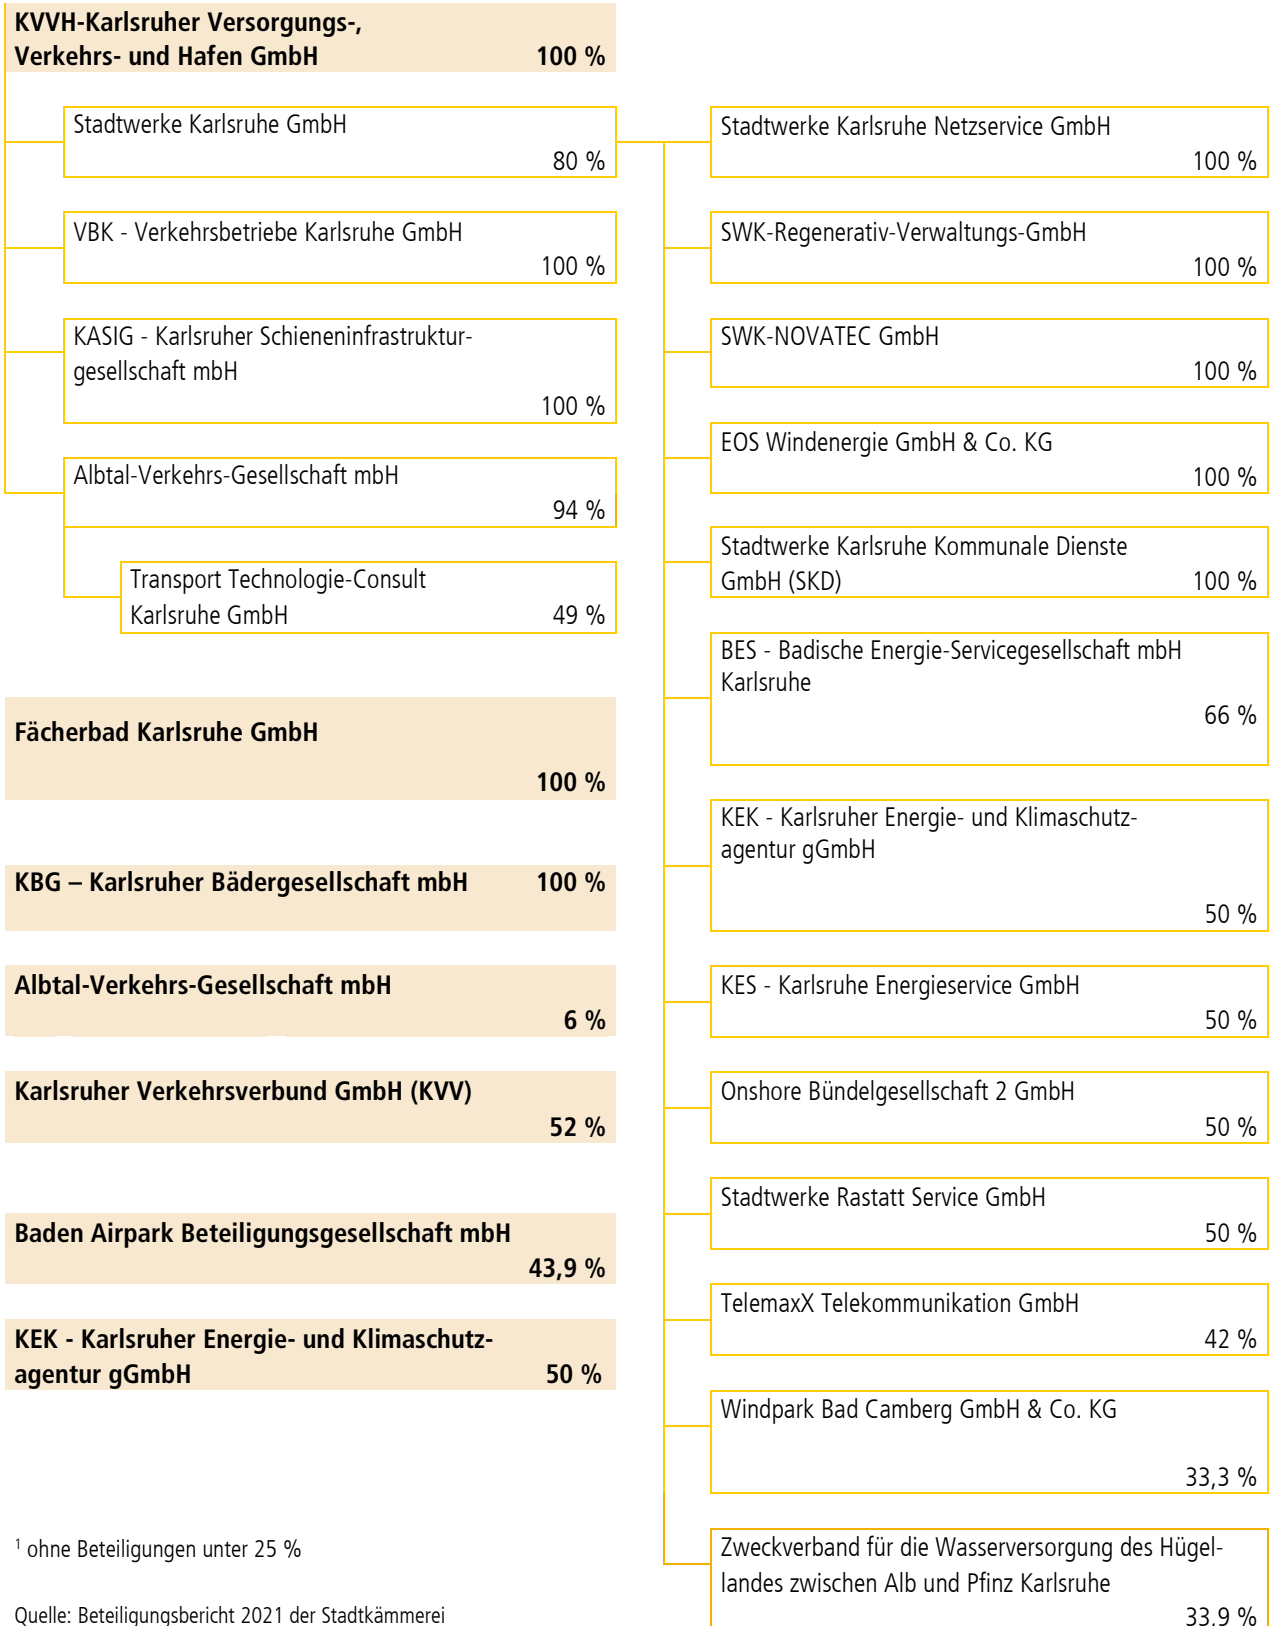 KVVH-Karlsruher Versorgungs-,
Verkehrs- und Hafen GmbH 100 %
Stadtwerke Karlsruhe GmbH
80 %
VBK - Verkehrsbetriebe Karlsruhe GmbH
100 %
KASIG - Karlsruher Schieneninfrastruktur-
gesellschaft mbH
100 %
Albtal-Verkehrs-Gesellschaft mbH
94 %
Transport Technologie-Consult
Karlsruhe GmbH 49 %
Fächerbad Karlsruhe GmbH
100 %
KBG – Karlsruher Bädergesellschaft mbH 100 %
Albtal-Verkehrs-Gesellschaft mbH
6 %
Karlsruher Verkehrsverbund GmbH (KVV)
52 %
Baden Airpark Beteiligungsgesellschaft mbH
43,9 %
KEK - Karlsruher Energie- und Klimaschutz-
agentur gGmbH 50 %
Stadtwerke Karlsruhe Netzservice GmbH
100 %
SWK-Regenerativ-Verwaltungs-GmbH
100 %
SWK-NOVATEC GmbH
100 %
EOS Windenergie GmbH & Co. KG
100 %
Stadtwerke Karlsruhe Kommunale Dienste
GmbH (SKD) 100 %
BES - Badische Energie-Servicegesellschaft mbH
Karlsruhe
66 %
KEK - Karlsruher Energie- und Klimaschutz-
agentur gGmbH
50 %
KES - Karlsruhe Energieservice GmbH
50 %
Onshore Bündelgesellschaft 2 GmbH
50 %
Stadtwerke Rastatt Service GmbH
50 %
TelemaxX Telekommunikation GmbH
42 %
Windpark Bad Camberg GmbH & Co. KG
33,3 %
Zweckverband für die Wasserversorgung des Hügel-
landes zwischen Alb und Pfinz Karlsruhe
33,9 %
¹ ohne Beteiligungen unter 25 %
Quelle: Beteiligungsbericht 2021 der Stadtkämmerei